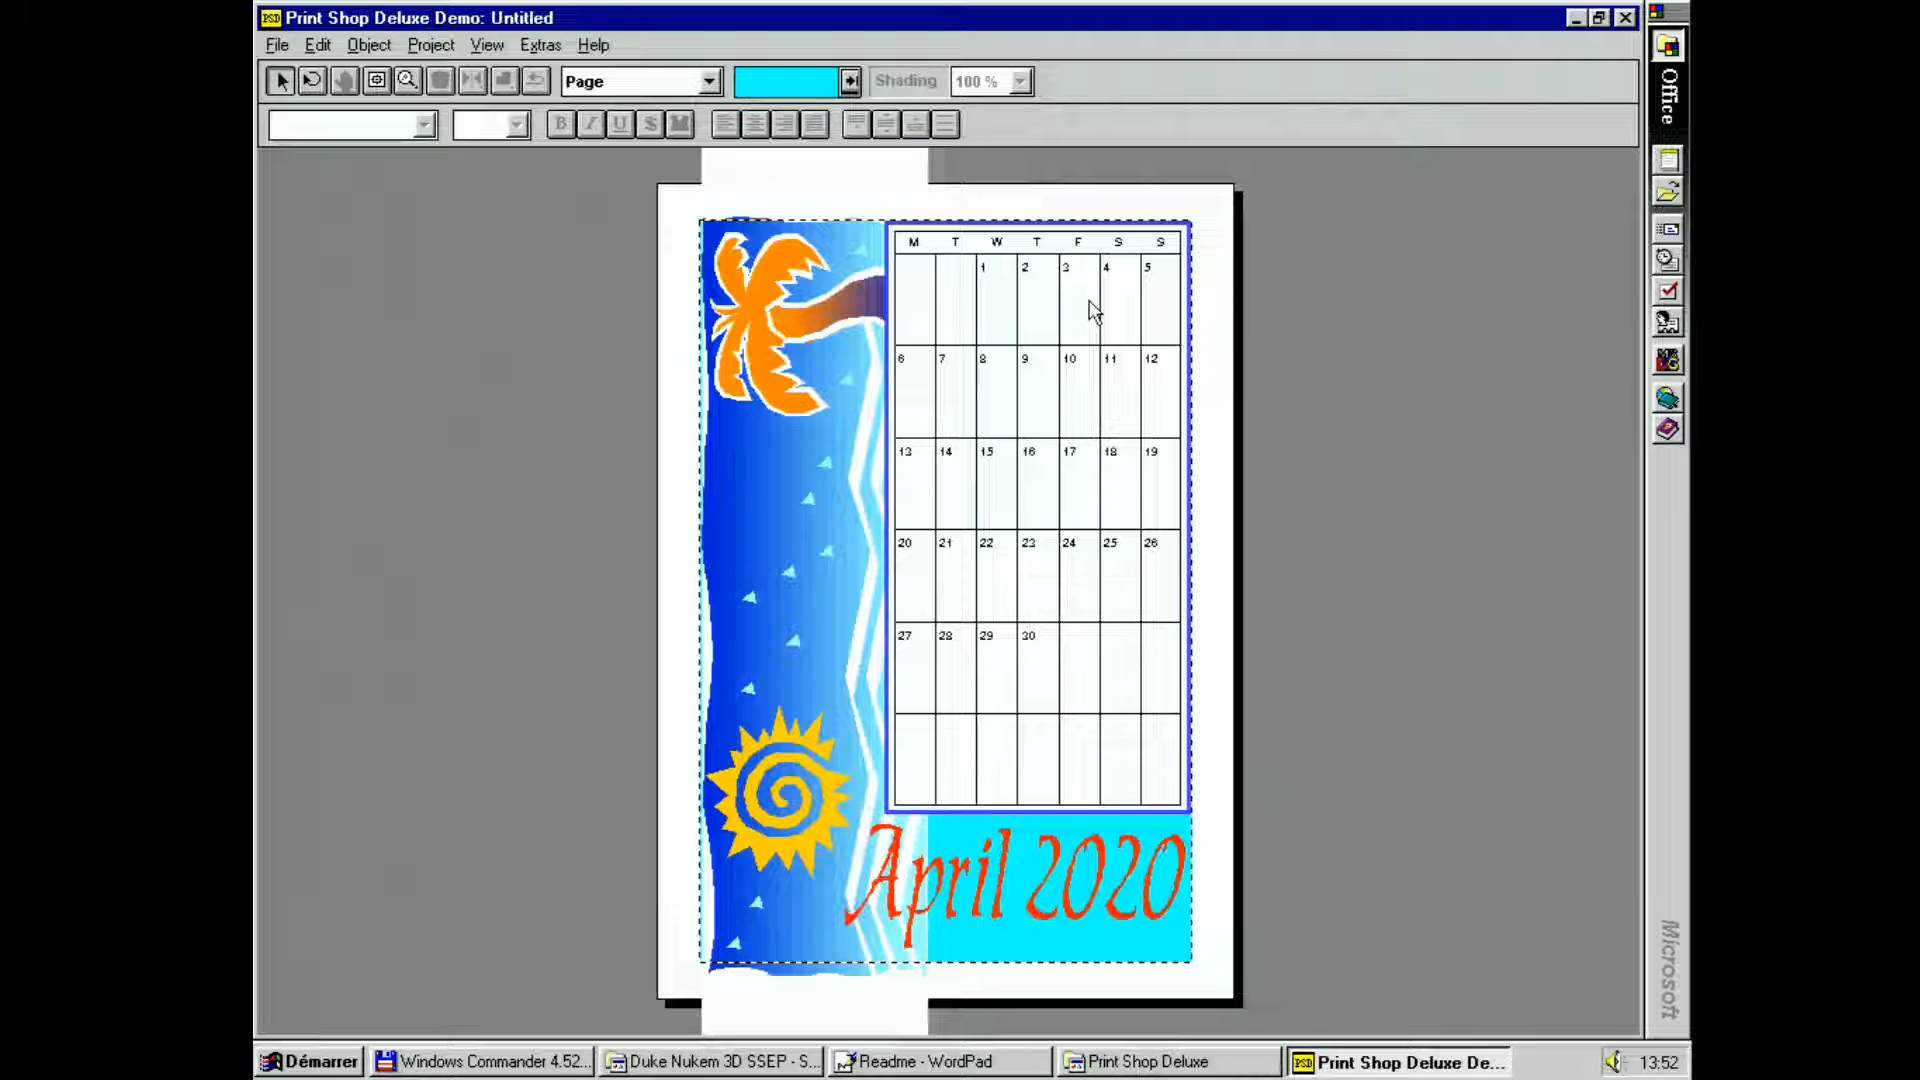 PSD Print Shop Deluxe Demo: Untitled
File Edit Object Project View Extras Help
Page Shading 100 %
B I U S
Office
M T W T F S S
1 2 3 4 5
6 7 8 9 10 11 12
13 14 15 16 17 18 19
20 21 22 23 24 25 26
27 28 29 30
April 2020
Microsoft
Démarrer Windows Commander 4.52... Duke Nukem 3D SSEP - S... Readme - WordPad Print Shop Deluxe PSD Print Shop Deluxe De... 13:52